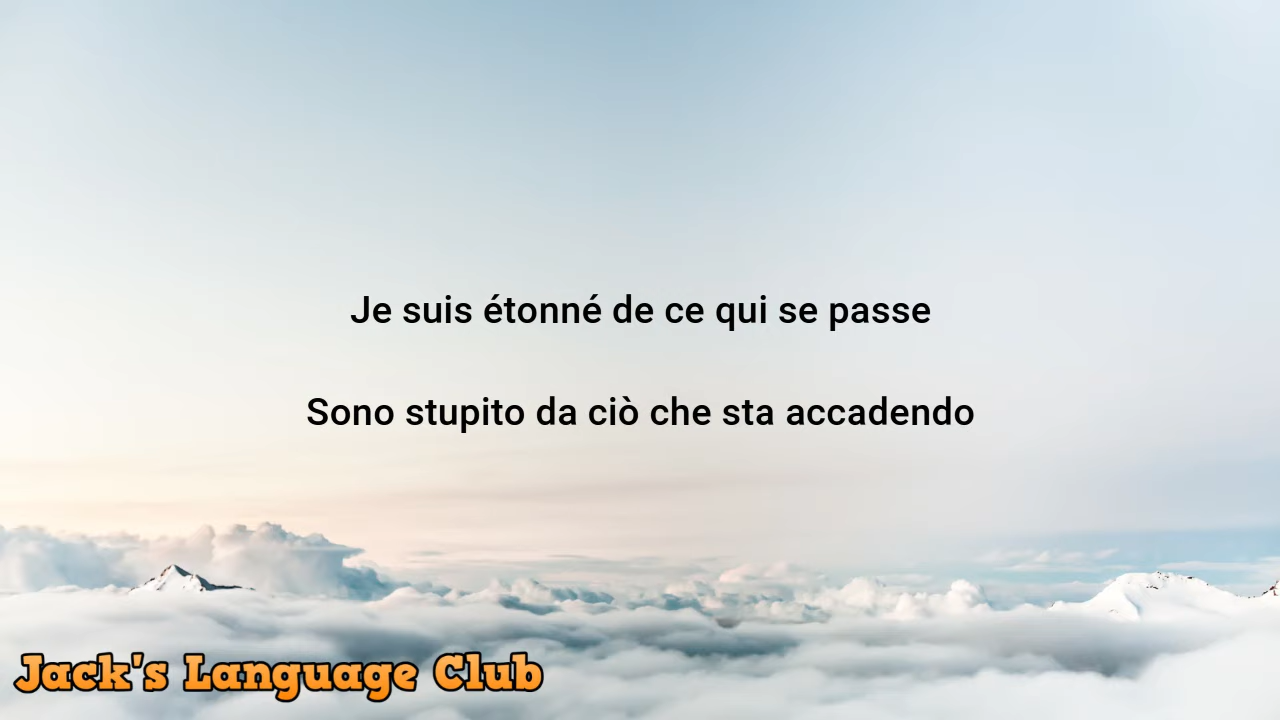 Je suis étonné de ce qui se passe
Sono stupito da ciò che sta accadendo
Jack's Language Club